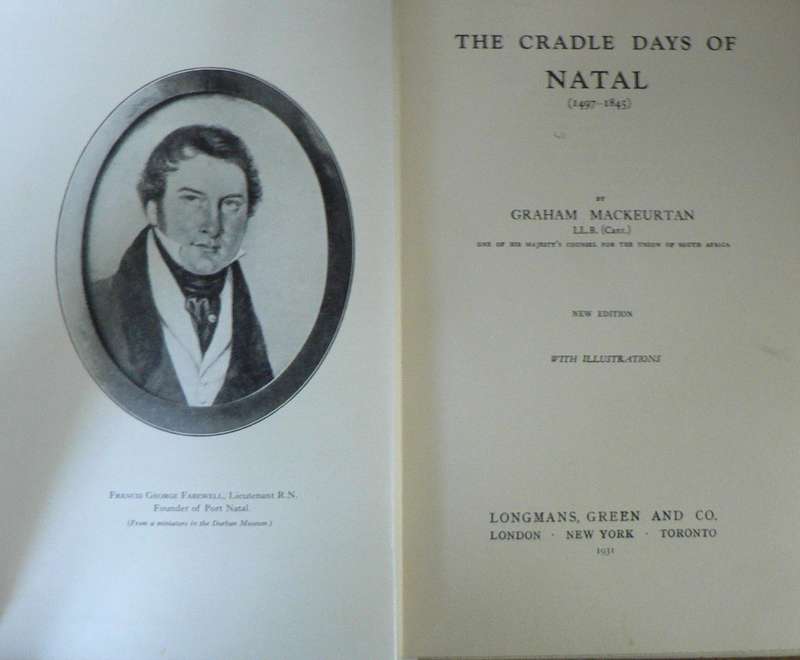 FRANCIS GEORGE FAREWELL, Lieutenant R.N.
Founder of Port Natal.
(From a miniature in the Durban Museum.)
THE CRADLE DAYS OF
NATAL
(1497–1845)
BY
GRAHAM MACKEURTAN
LL.B. (Cant.)
ONE OF HIS MAJESTY'S COUNSEL FOR THE UNION OF SOUTH AFRICA
NEW EDITION
WITH ILLUSTRATIONS
LONGMANS, GREEN AND CO.
LONDON · NEW YORK · TORONTO
1931